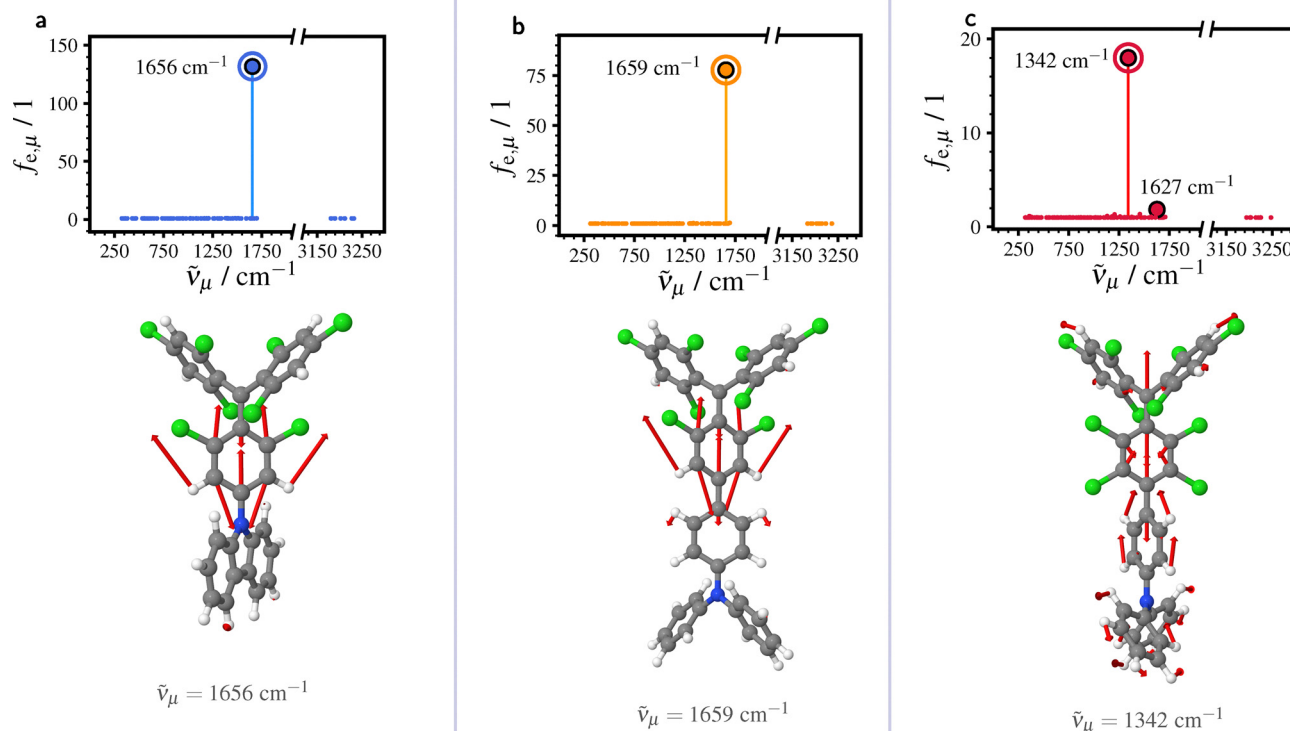 a
150
100
50
0
f_e,μ / 1
1656 cm⁻¹
250 750 1250 1750 3150 3250
ν̃_μ / cm⁻¹
ν̃_μ = 1656 cm⁻¹
b
75
50
25
0
f_e,μ / 1
1659 cm⁻¹
250 750 1250 1750 3150 3250
ν̃_μ / cm⁻¹
ν̃_μ = 1659 cm⁻¹
c
20
10
0
f_e,μ / 1
1342 cm⁻¹
1627 cm⁻¹
250 750 1250 1750 3150 3250
ν̃_μ / cm⁻¹
ν̃_μ = 1342 cm⁻¹